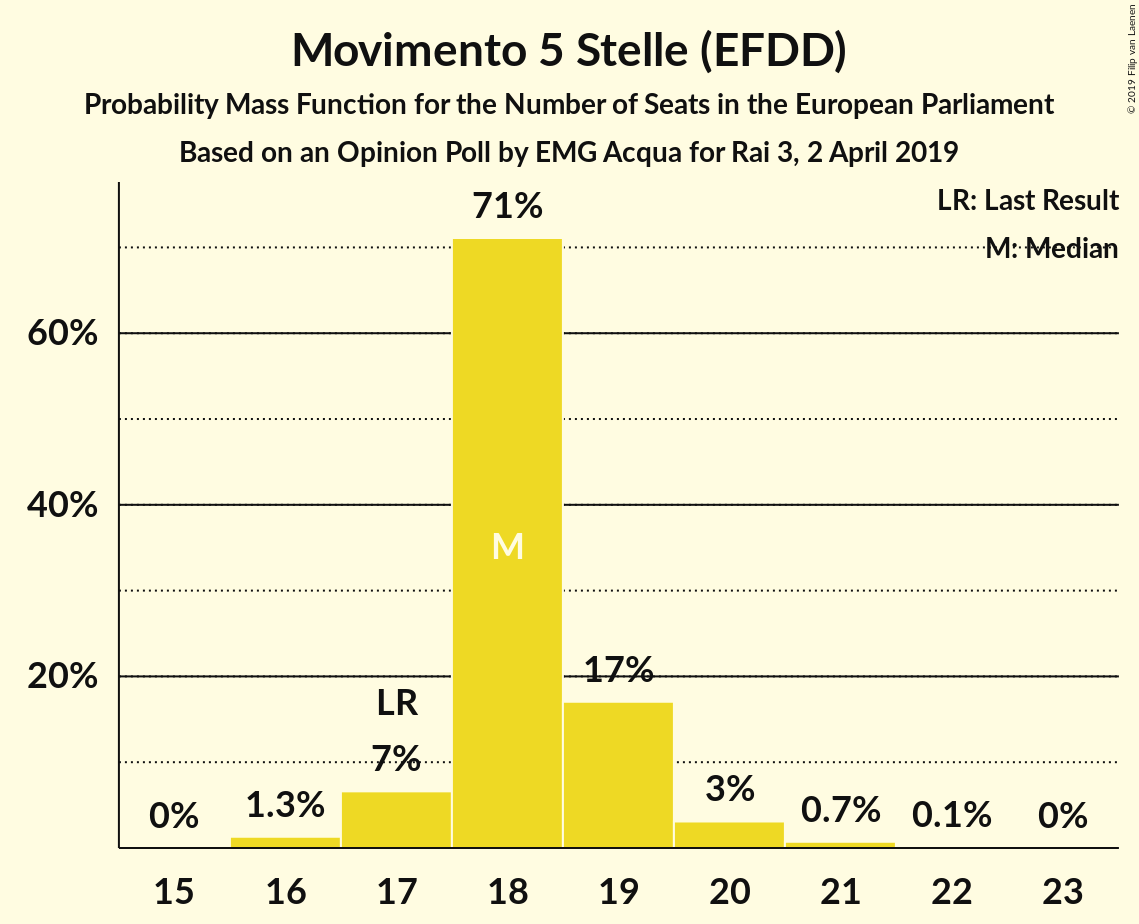 Movimento 5 Stelle (EFDD)
Probability Mass Function for the Number of Seats in the European Parliament
Based on an Opinion Poll by EMG Acqua for Rai 3, 2 April 2019
© 2019 Filip van Laenen
LR: Last Result
M: Median
71%
60%
40%
M
20%
17%
LR
7%
0%
1.3%
3%
0.7%
0.1%
0%
15 16 17 18 19 20 21 22 23